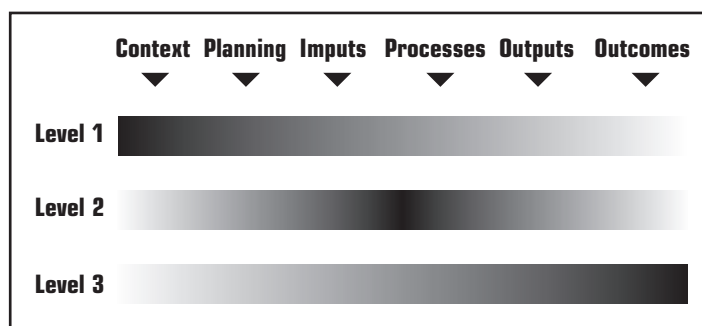 Context Planning Imputs Processes Outputs Outcomes
Level 1
Level 2
Level 3